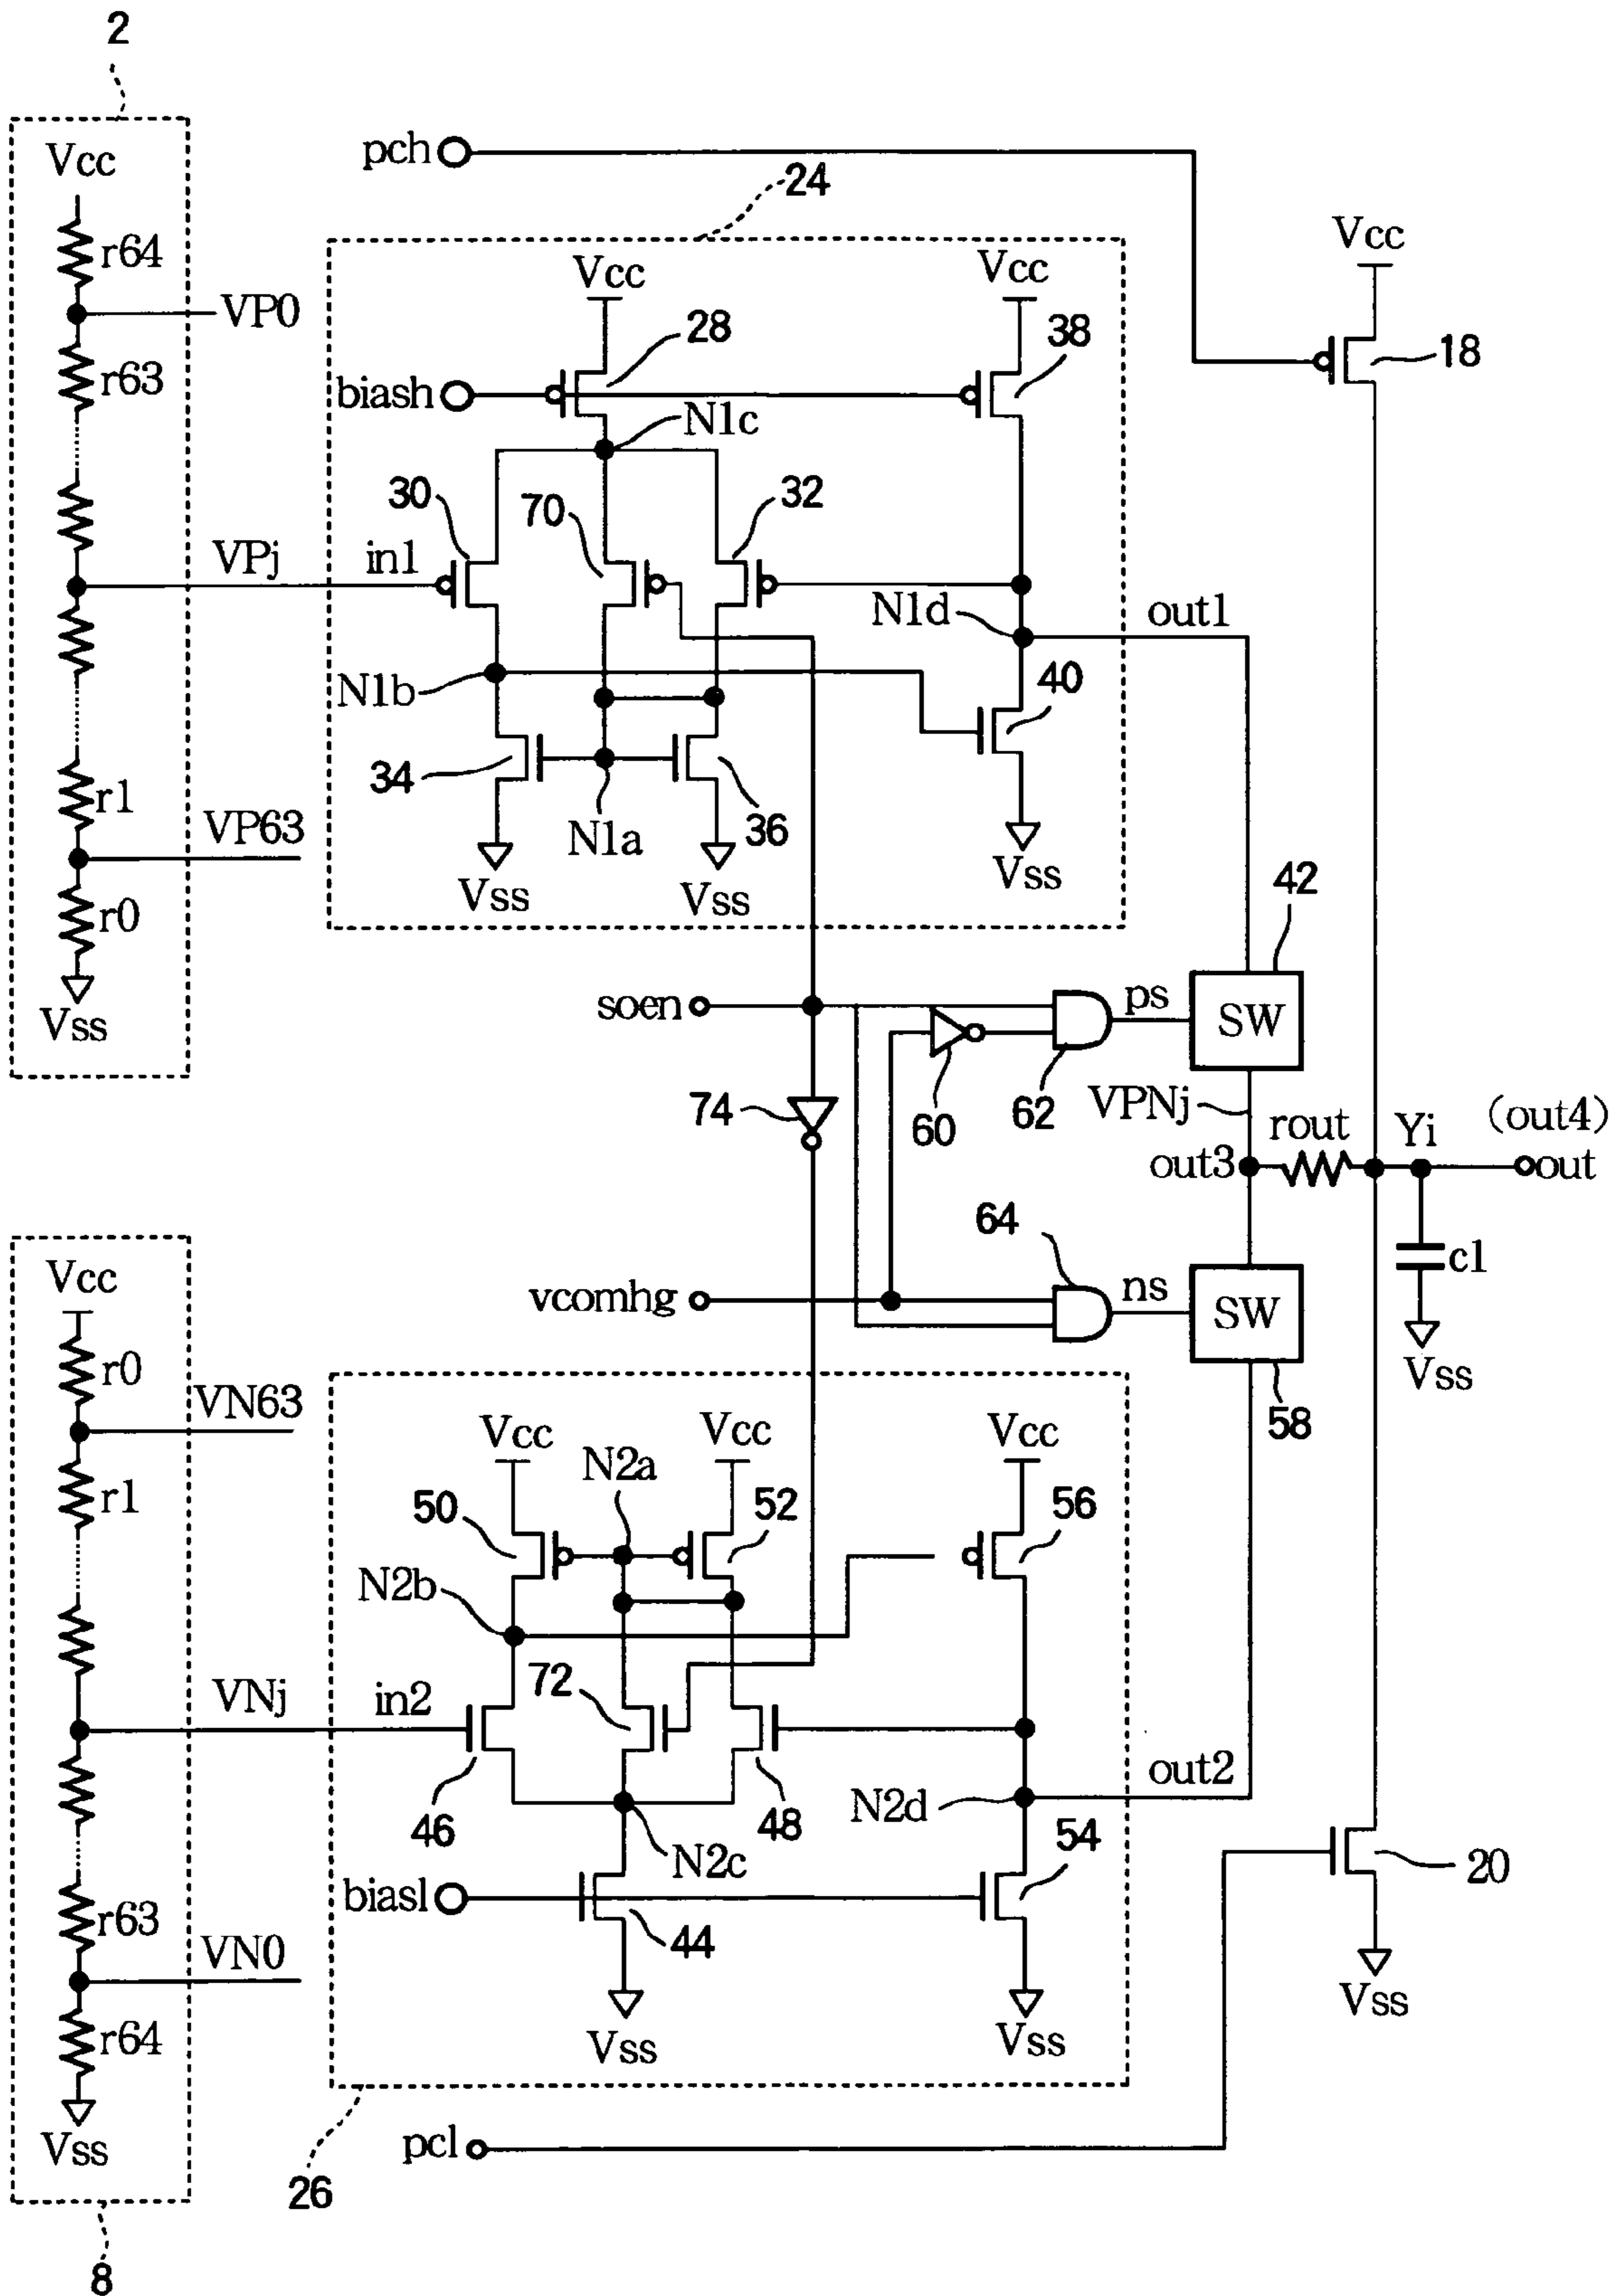 2
Vcc
r64
VP0
r63
VPj
r1
VP63
r0
Vss
pch
24
Vcc
Vcc
Vcc
28
38
18
biash
N1c
30
70
32
in1
N1d
out1
N1b
40
34
N1a
36
Vss
Vss
Vss
42
soen
ps
SW
74
60
62
VPNj
rout
Yi
(out4)
out3
out
64
vcomhg
ns
SW
c1
Vss
58
Vcc
r0
VN63
r1
VNj
r63
VN0
r64
Vss
8
Vcc
Vcc
Vcc
N2a
50
52
56
N2b
72
in2
out2
46
48
N2d
N2c
54
20
biasl
44
Vss
Vss
Vss
pcl
26